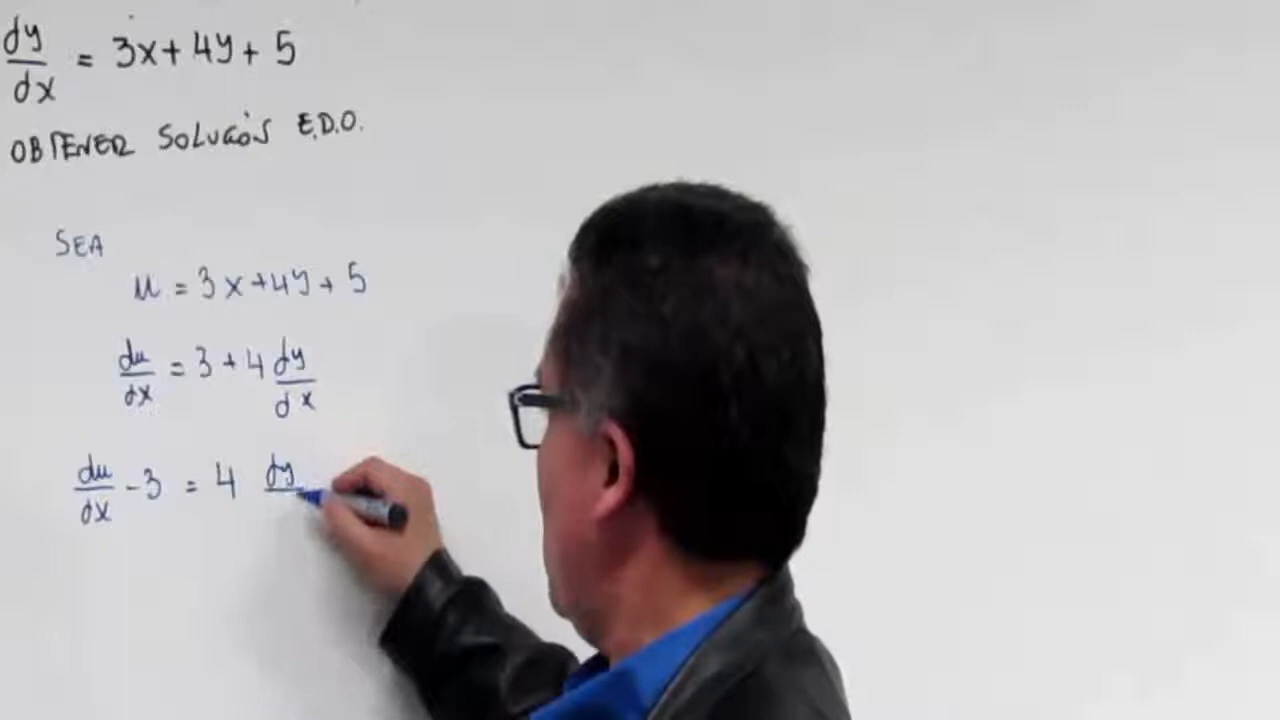 dy/dx = 3x+4y+5
OBTENER SOLUCIÓN E.D.O.
SEA
u = 3x+4y+5
du/dx = 3+4 dy/dx
du/dx - 3 = 4 dy